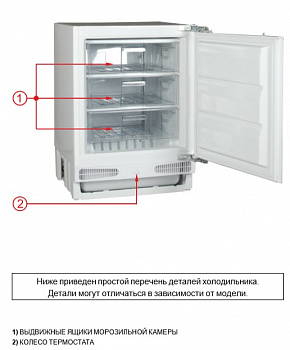 1
2
Ниже приведен простой перечень деталей холодильника.
Детали могут отличаться в зависимости от модели.
1) ВЫДВИЖНЫЕ ЯЩИКИ МОРОЗИЛЬНОЙ КАМЕРЫ
2) КОЛЕСО ТЕРМОСТАТА